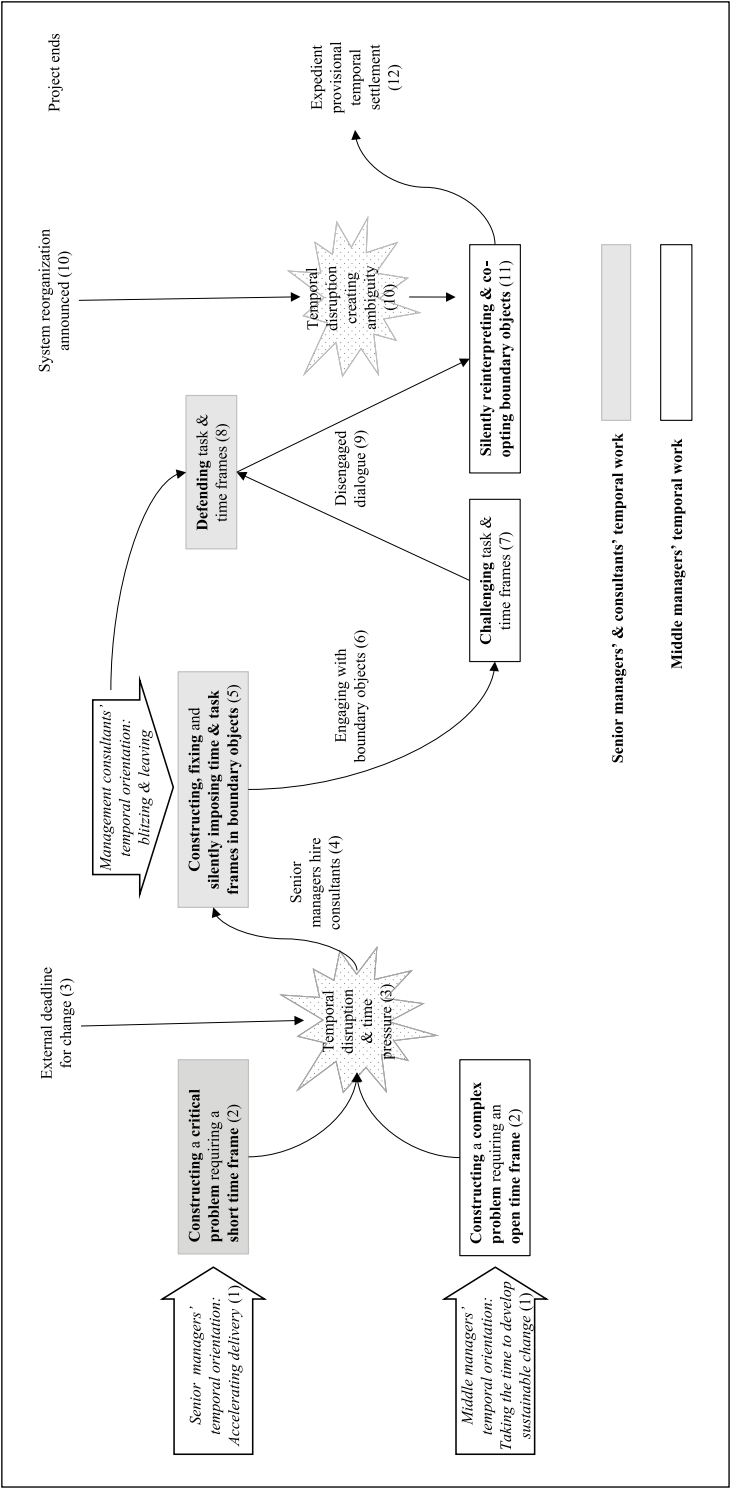 Senior managers'
temporal orientation:
Accelerating delivery (1)
Middle managers'
temporal orientation:
Taking the time to develop
sustainable change (1)
Constructing a critical
problem requiring a
short time frame (2)
Constructing a complex
problem requiring an
open time frame (2)
External deadline
for change (3)
Temporal
disruption
& time
pressure (3)
Senior
managers hire
consultants (4)
Management consultants'
temporal orientation:
blitzing & leaving
Constructing, fixing and
silently imposing time & task
frames in boundary objects (5)
Engaging with
boundary objects (6)
Challenging task &
time frames (7)
Defending task &
time frames (8)
Disengaged
dialogue (9)
System reorganization
announced (10)
Temporal
disruption
creating
ambiguity
(10)
Silently reinterpreting & co-
opting boundary objects (11)
Project ends
Expedient
provisional
temporal
settlement
(12)
Senior managers' & consultants' temporal work
Middle managers' temporal work